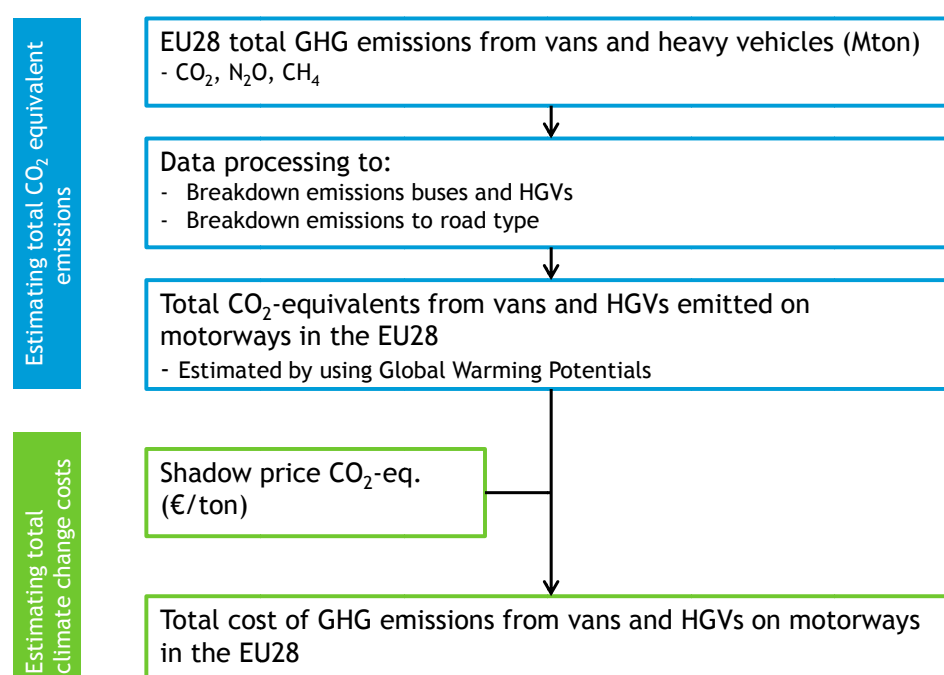 Estimating total CO₂ equivalent
emissions
EU28 total GHG emissions from vans and heavy vehicles (Mton)
- CO₂, N₂O, CH₄
Data processing to:
- Breakdown emissions buses and HGVs
- Breakdown emissions to road type
Total CO₂-equivalents from vans and HGVs emitted on
motorways in the EU28
- Estimated by using Global Warming Potentials
Estimating total
climate change costs
Shadow price CO₂-eq.
(€/ton)
Total cost of GHG emissions from vans and HGVs on motorways
in the EU28